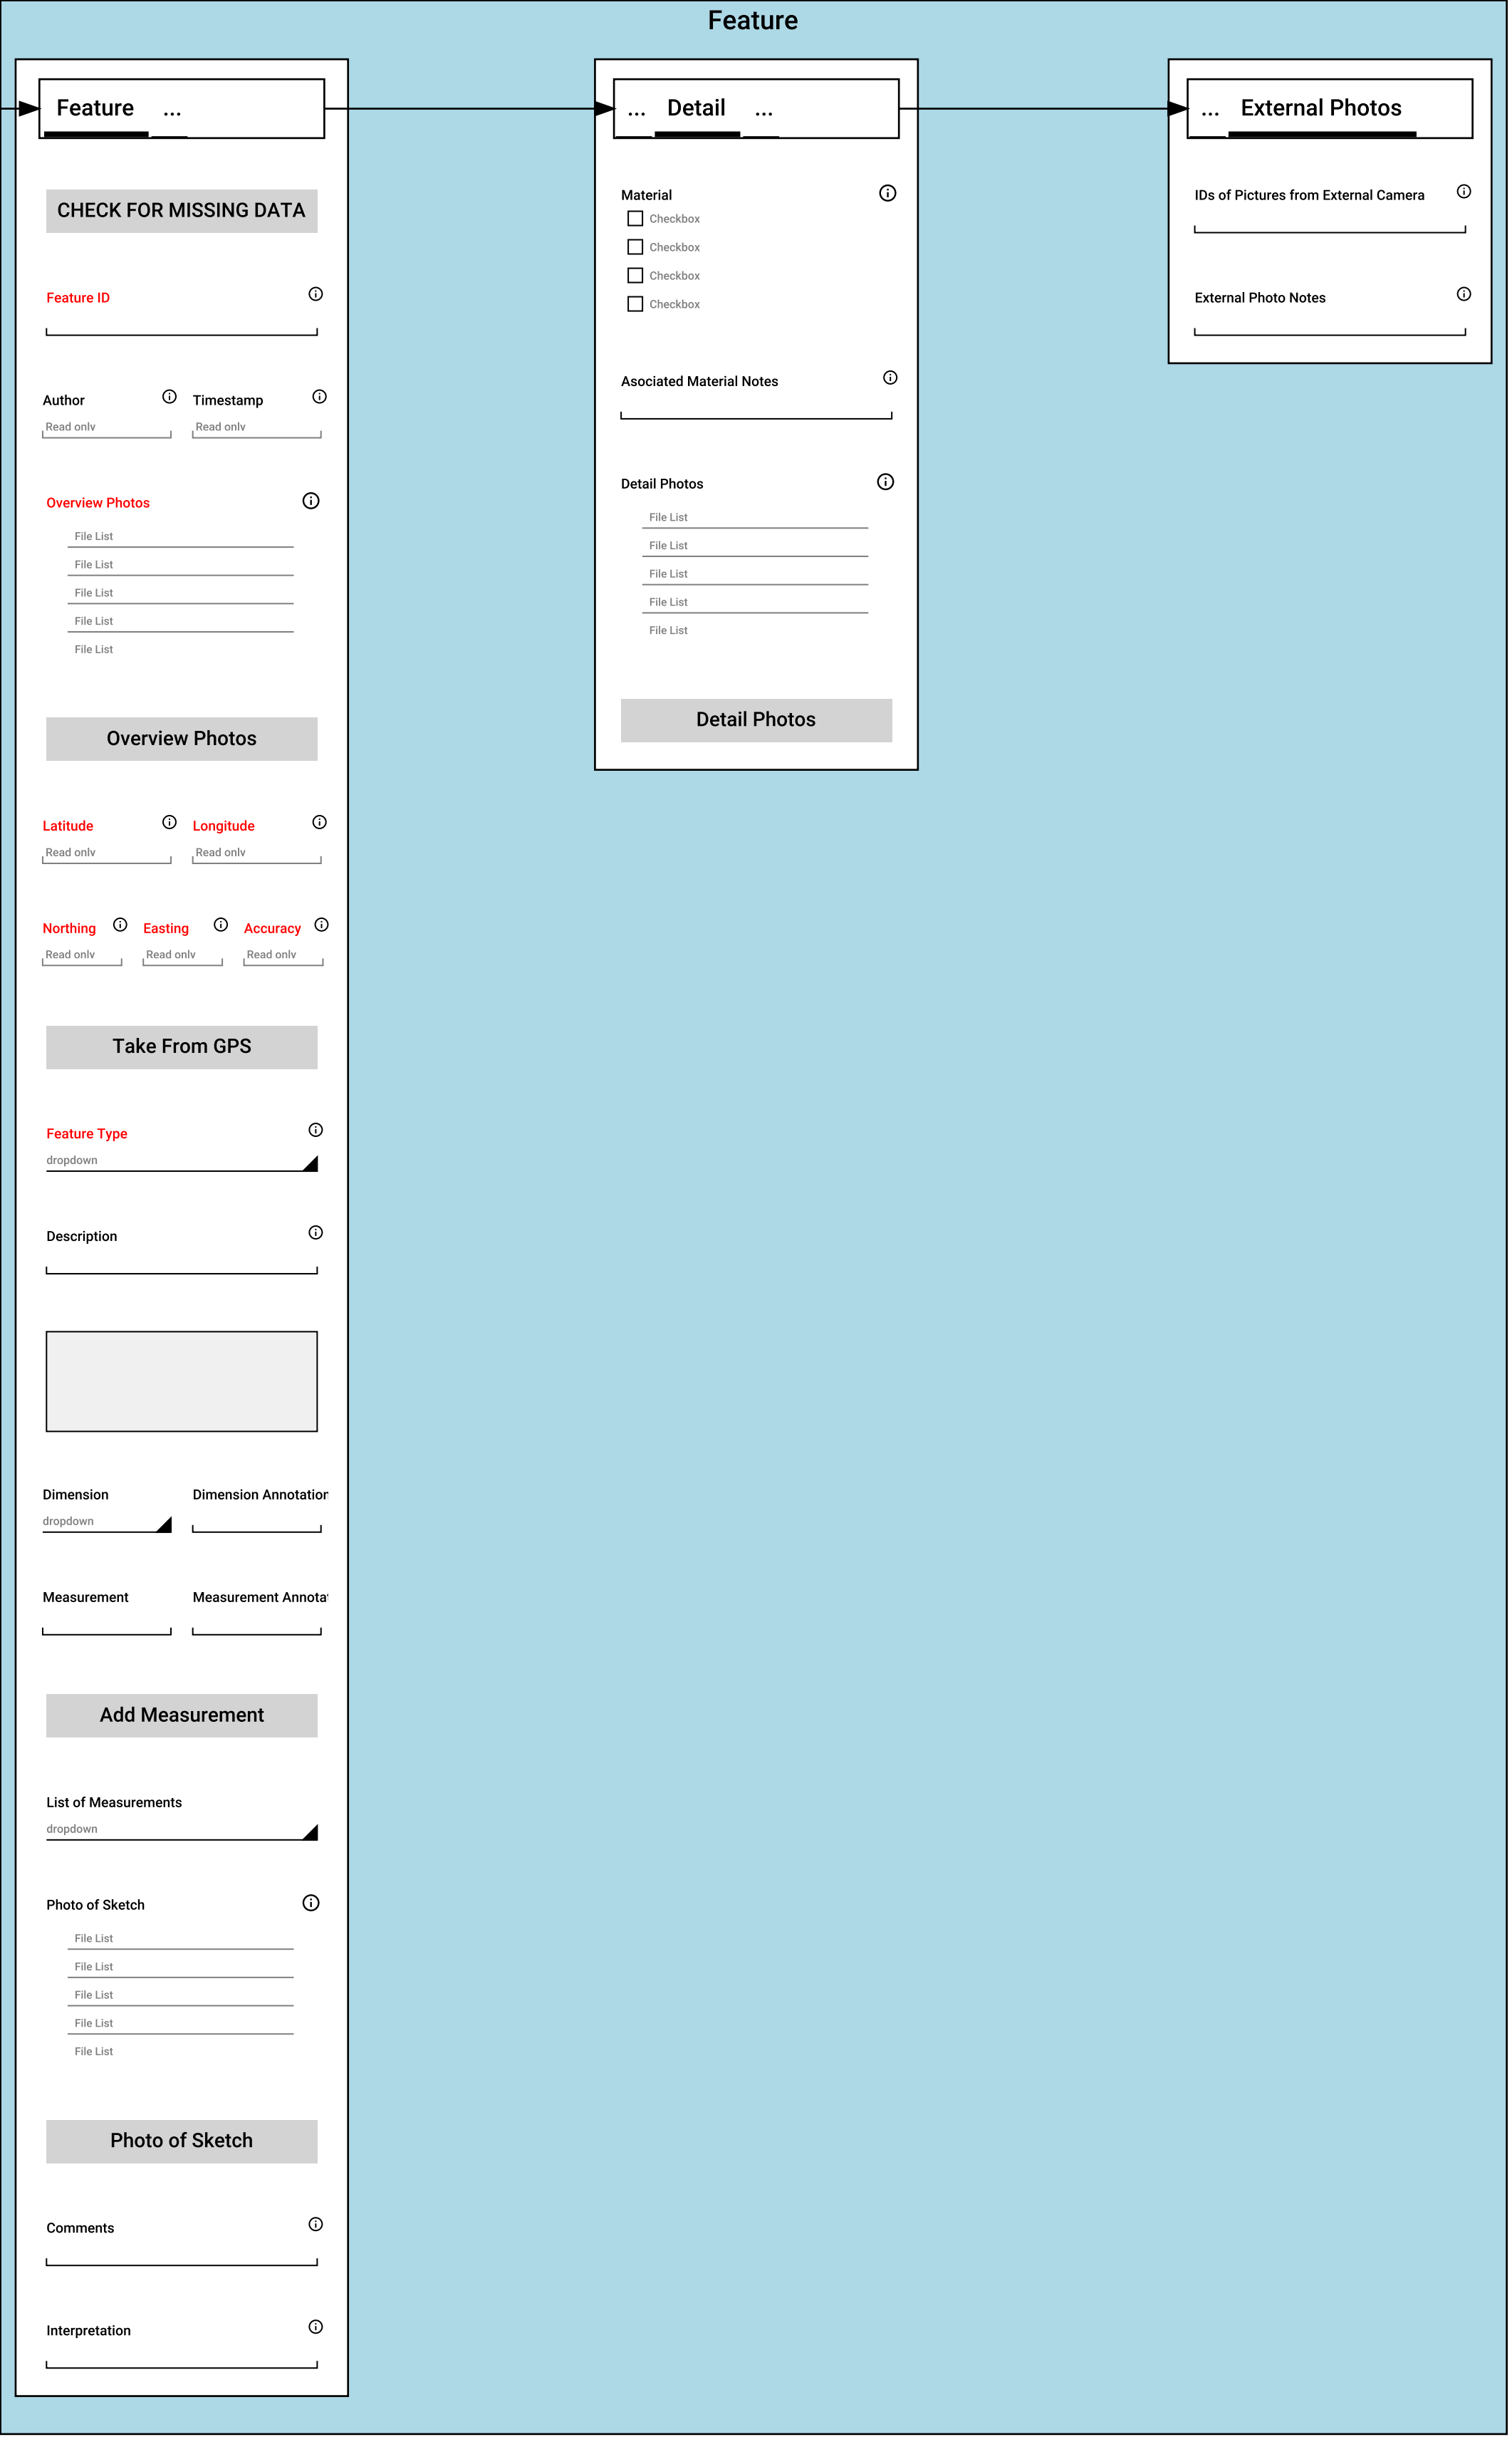 Feature
Feature ...
CHECK FOR MISSING DATA
Feature ID
Author Timestamp
Read only Read only
Overview Photos
File List
File List
File List
File List
File List
Overview Photos
Latitude Longitude
Read only Read only
Northing Easting Accuracy
Read only Read only Read only
Take From GPS
Feature Type
dropdown
Description
Dimension Dimension Annotation
dropdown
Measurement Measurement Annota
Add Measurement
List of Measurements
dropdown
Photo of Sketch
File List
File List
File List
File List
File List
Photo of Sketch
Comments
Interpretation
... Detail ...
Material
Checkbox
Checkbox
Checkbox
Checkbox
Asociated Material Notes
Detail Photos
File List
File List
File List
File List
File List
Detail Photos
... External Photos
IDs of Pictures from External Camera
External Photo Notes